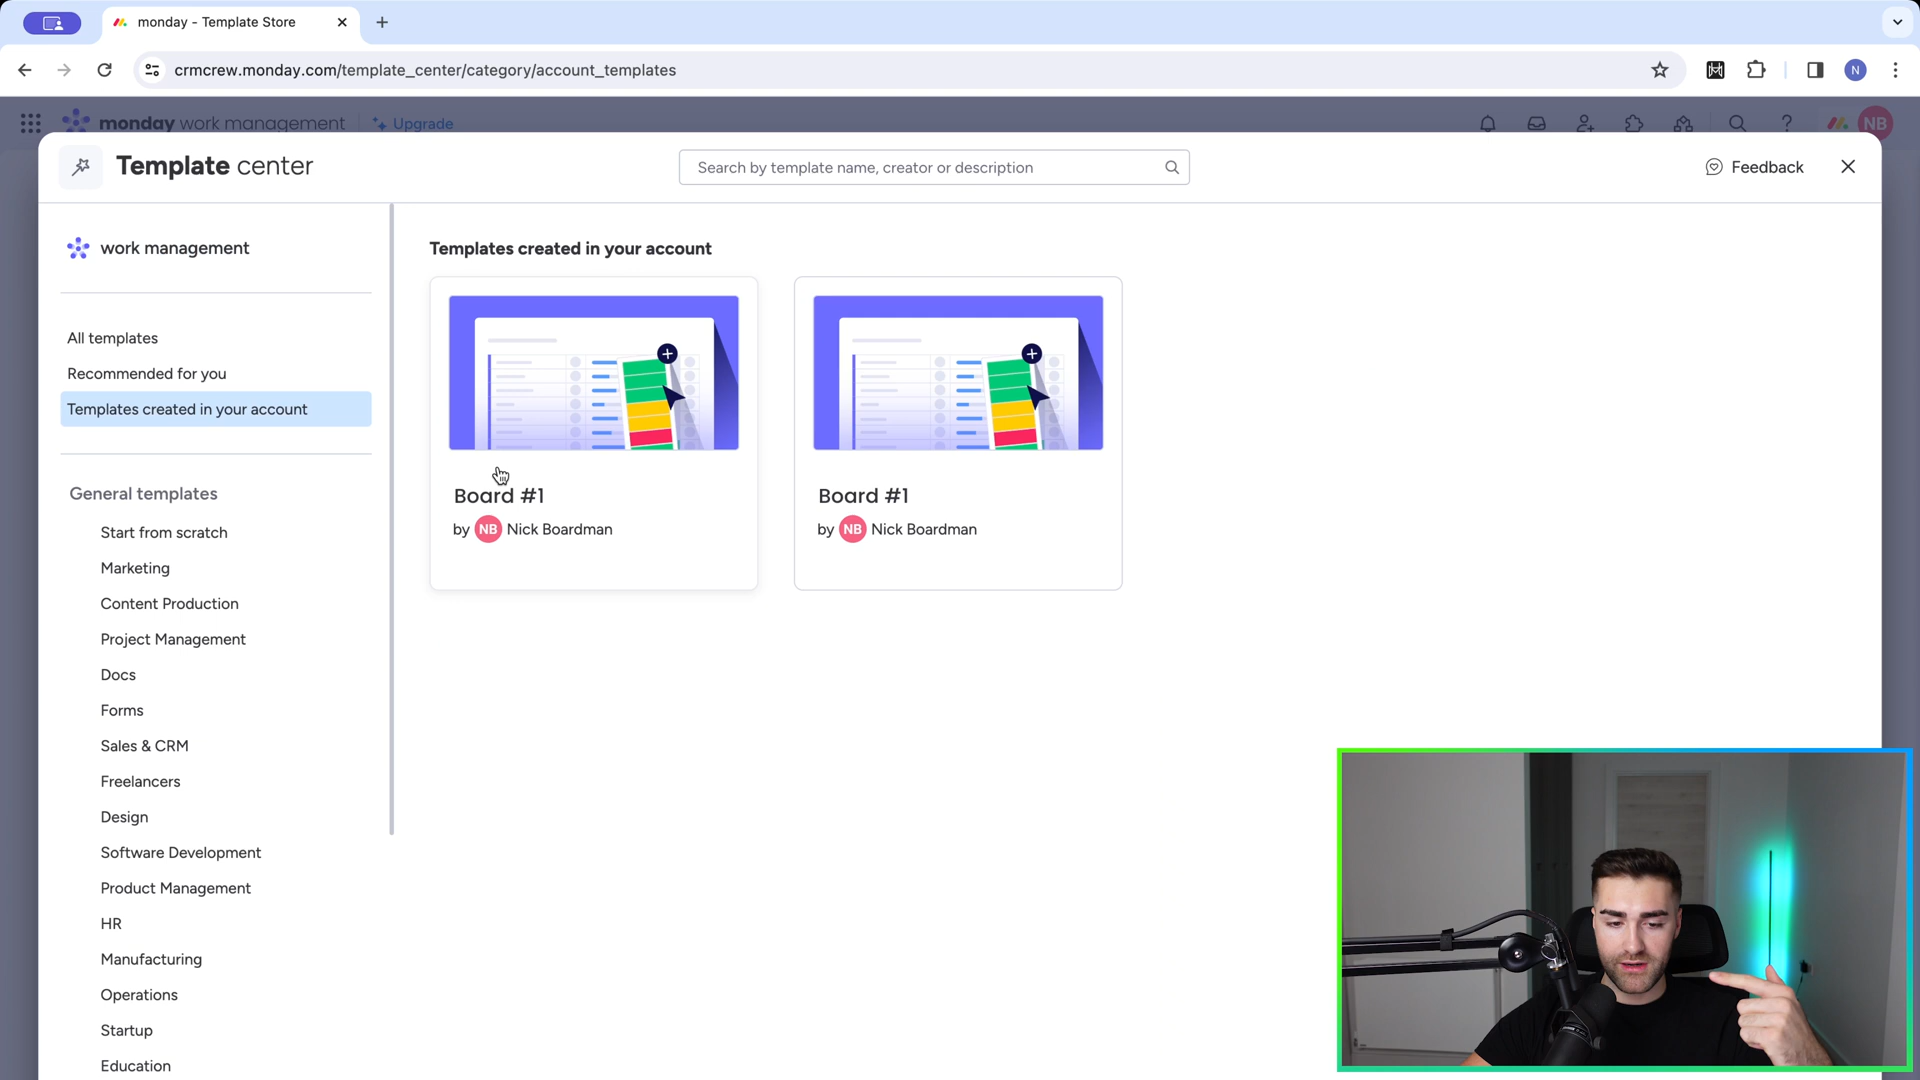 monday - Template Store
crmcrew.monday.com/template_center/category/account_templates
N
monday work management
Upgrade
NB
Template center
Search by template name, creator or description
Feedback
work management
All templates
Recommended for you
Templates created in your account
General templates
Start from scratch
Marketing
Content Production
Project Management
Docs
Forms
Sales & CRM
Freelancers
Design
Software Development
Product Management
HR
Manufacturing
Operations
Startup
Education
Templates created in your account
Board #1
by NB Nick Boardman
Board #1
by NB Nick Boardman